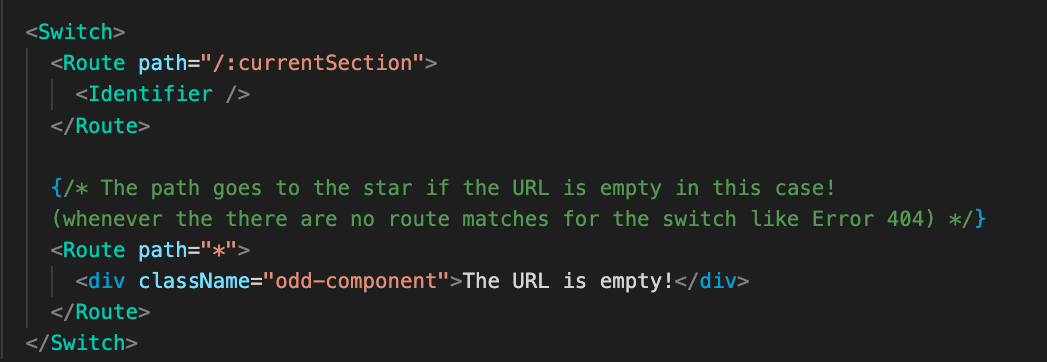 <Switch>
<Route path="/:currentSection">
<Identifier />
</Route>
{/* The path goes to the star if the URL is empty in this case!
(whenever the there are no route matches for the switch like Error 404) */}
<Route path="*">
<div className="odd-component">The URL is empty!</div>
</Route>
</Switch>